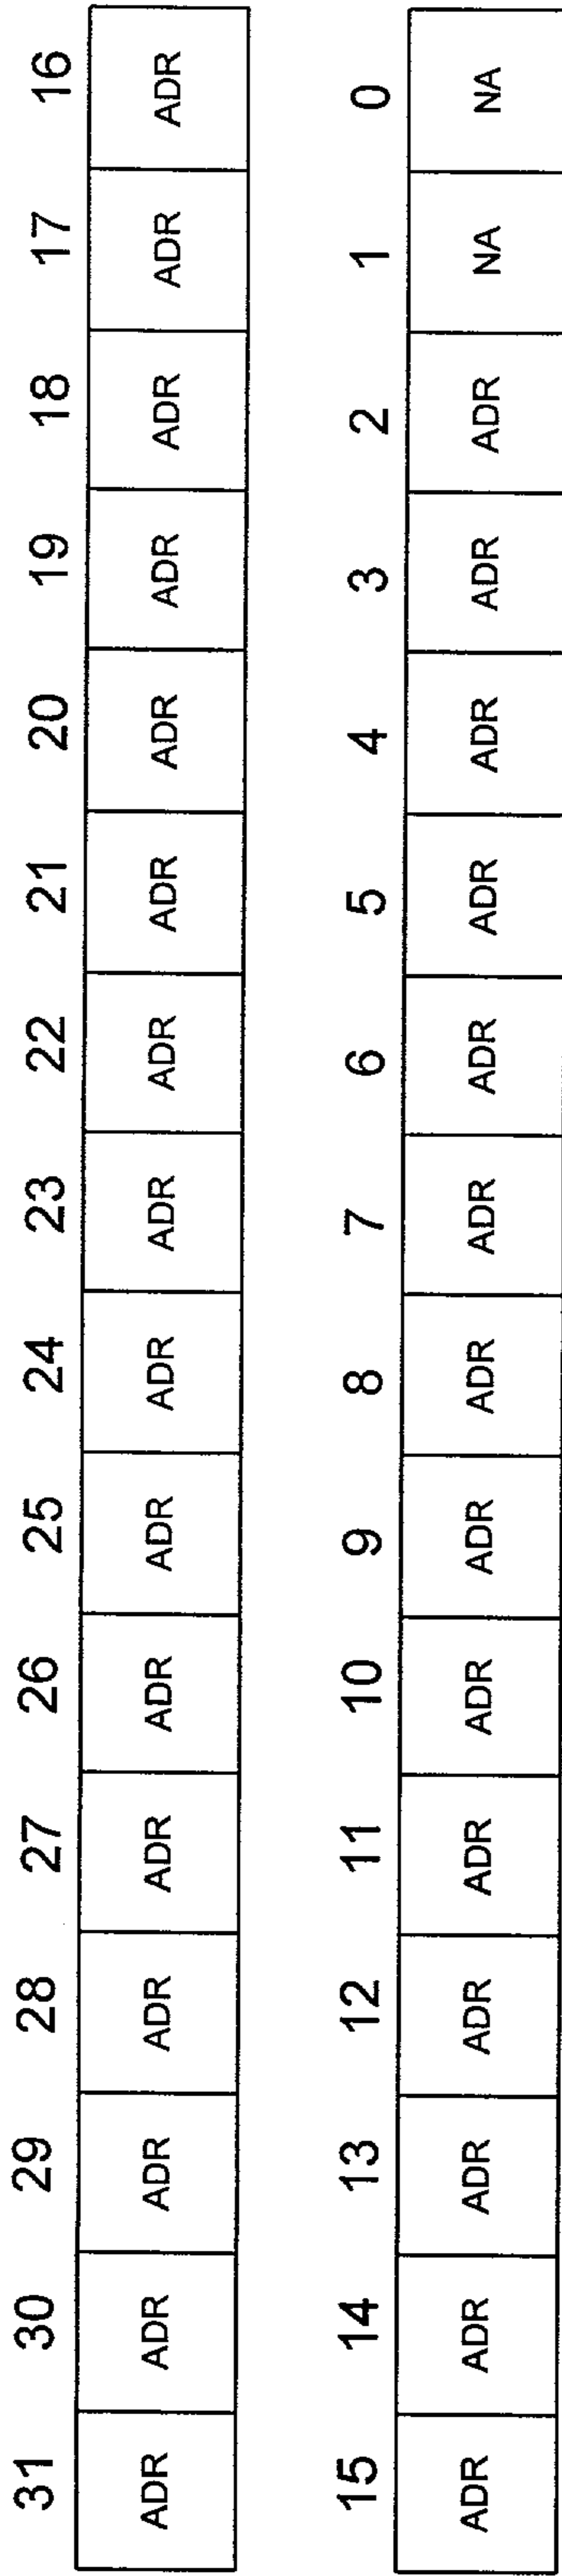 31 30 29 28 27 26 25 24 23 22 21 20 19 18 17 16
ADR ADR ADR ADR ADR ADR ADR ADR ADR ADR ADR ADR ADR ADR ADR ADR
15 14 13 12 11 10 9 8 7 6 5 4 3 2 1 0
ADR ADR ADR ADR ADR ADR ADR ADR ADR ADR ADR ADR ADR ADR NA NA